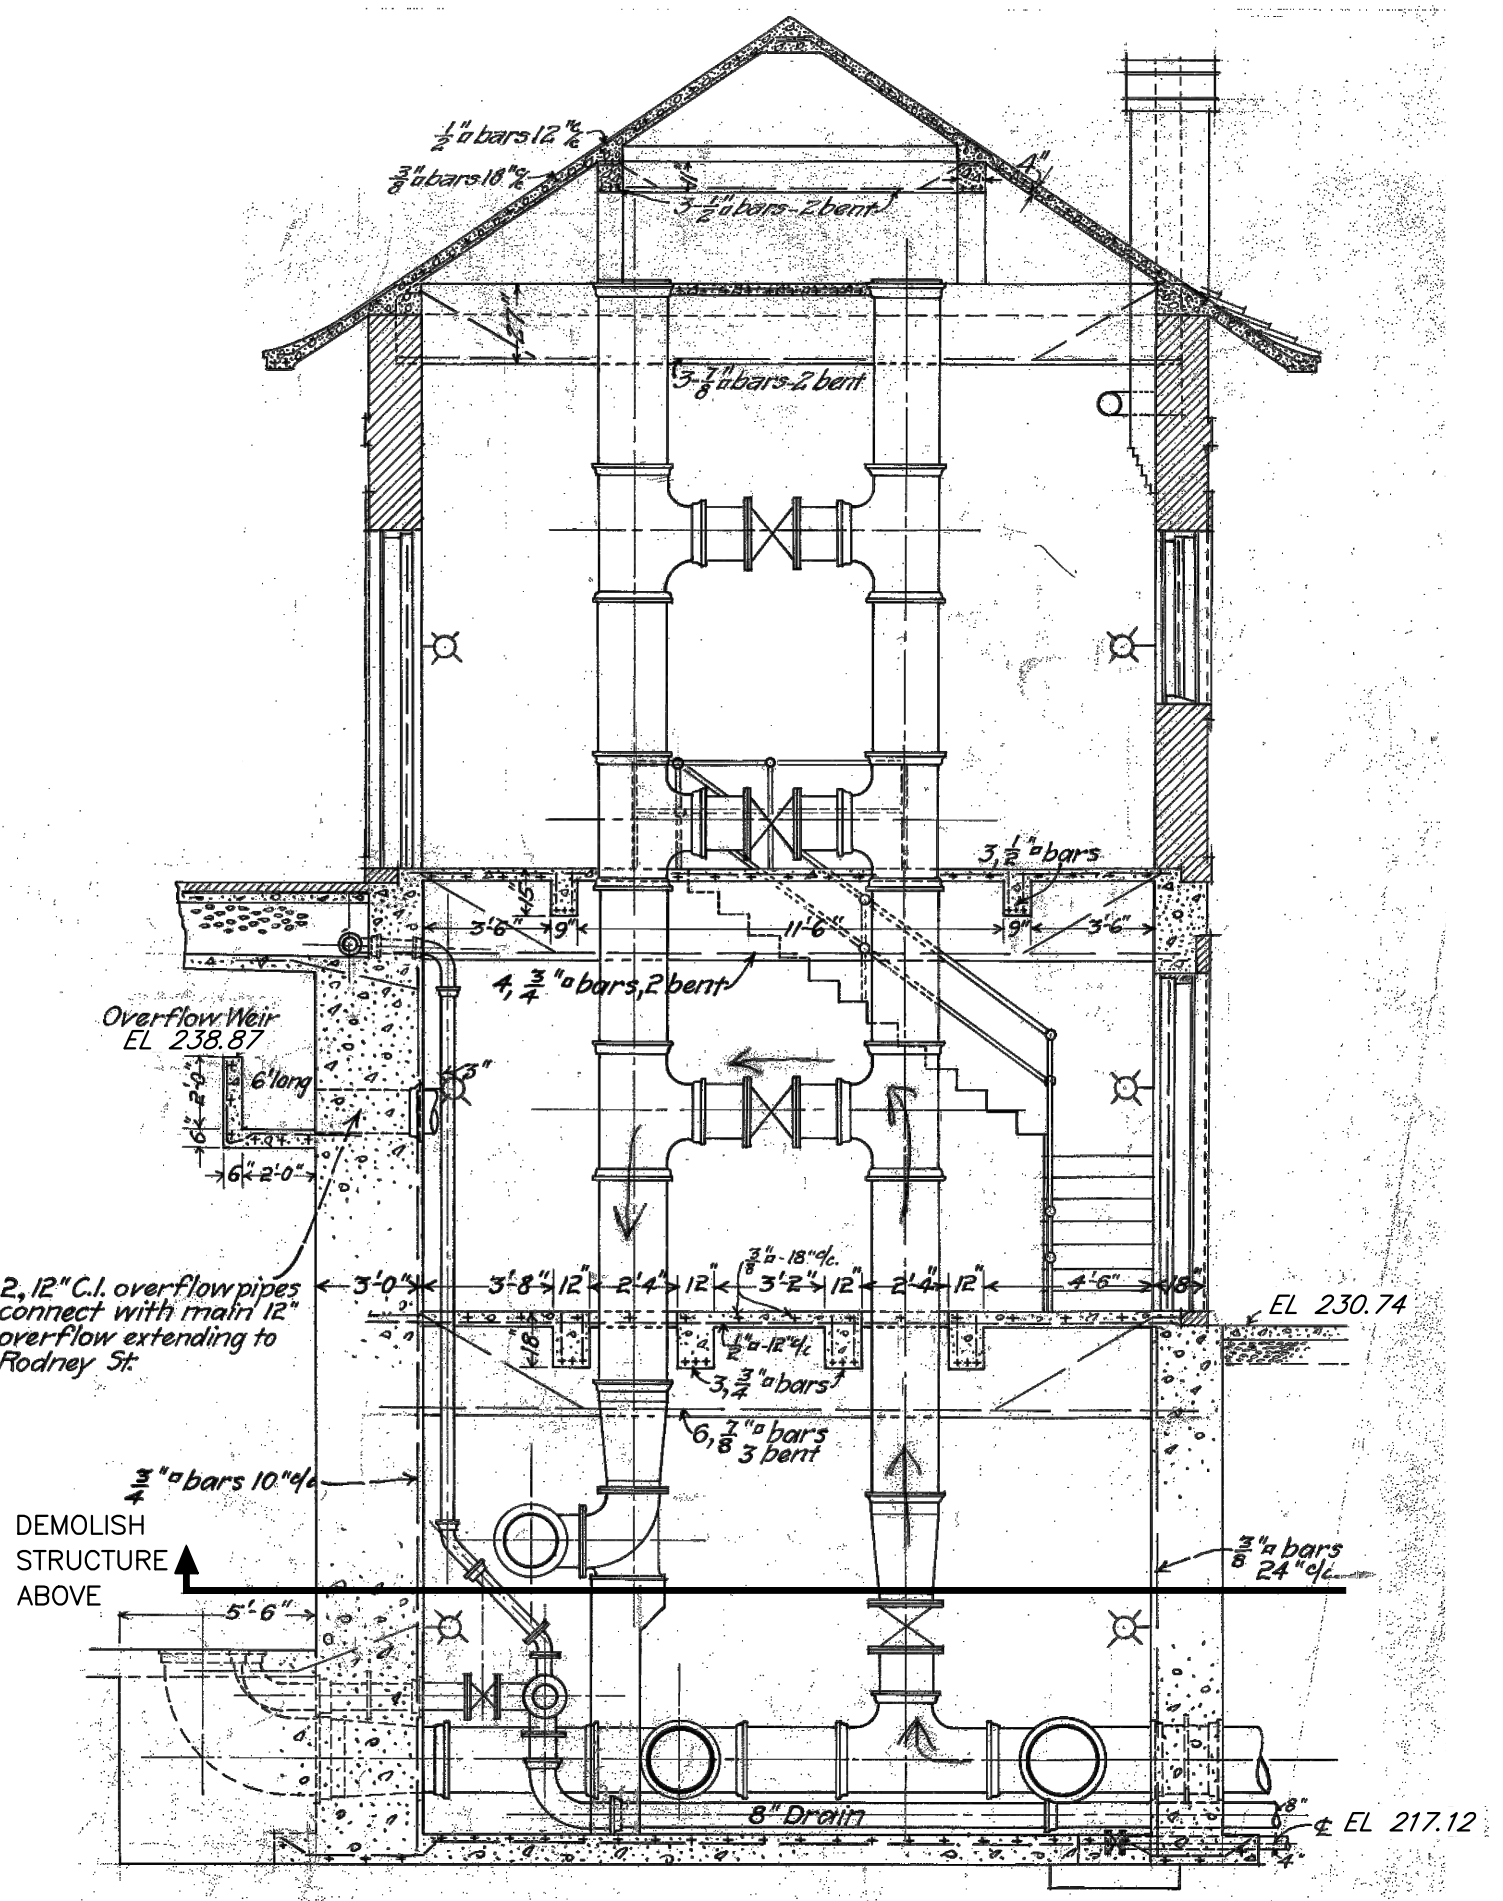 ½"□ bars 12"c/c
⅜"□ bars 18"c/c
4"
3-½"□ bars-2 bent
27"
3-⅞"□ bars-2 bent
3, ½"□ bars
15"
3'-6" 9" 11'-6" 9" 3'-6"
4, ¾"□ bars, 2 bent
Overflow Weir
EL 238.87
6'long
2'-0"
6"
6" 2'-0"
3"
⅜"□-18"c/c.
2, 12" C.I. overflow pipes
connect with main 12"
overflow extending to
Rodney St.
3'-0" 3'-8" 12" 2'-4" 12" 3'-2" 12" 2'-4" 12" 4'-6" 18"
EL 230.74
18"
½"□-12"c/c
3, ¾"□ bars
6, ⅞"□ bars
3 bent
¾"□ bars 10"c/c
DEMOLISH
STRUCTURE
ABOVE
⅜"□ bars
24"c/c
5'-6"
8" Drain
8"
℄ EL 217.12
4"